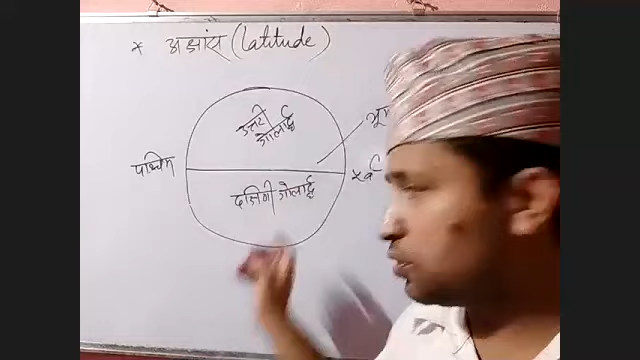 * अक्षांश (Latitude)
उत्तरी
गोलार्द्ध
पश्चिम
दक्षिणी गोलार्द्ध